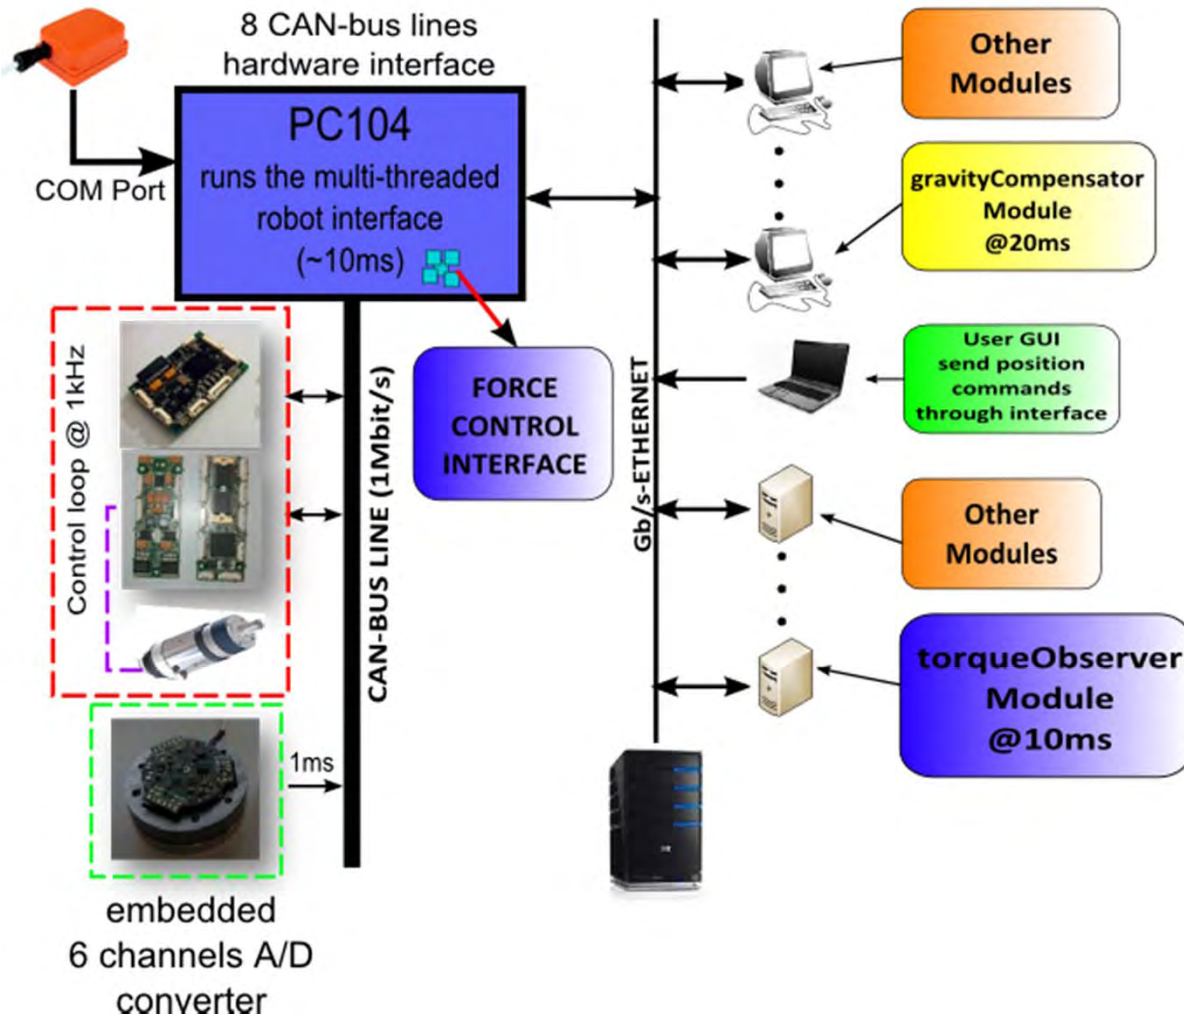 8 CAN-bus lines
hardware interface
PC104
runs the multi-threaded
robot interface
(~10ms)
COM Port
FORCE
CONTROL
INTERFACE
Control loop @ 1kHz
CAN-BUS LINE (1Mbit/s)
1ms
embedded
6 channels A/D
converter
Gb/s-ETHERNET
Other
Modules
gravityCompensator
Module
@20ms
User GUI
send position
commands
through interface
Other
Modules
torqueObserver
Module
@10ms